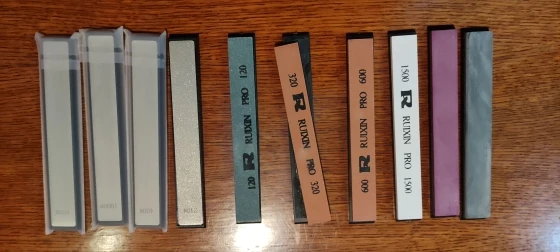 120 RUIXIN PRO 120
320 RUIXIN PRO 320
600 RUIXIN PRO 600
1500 RUIXIN PRO 1500